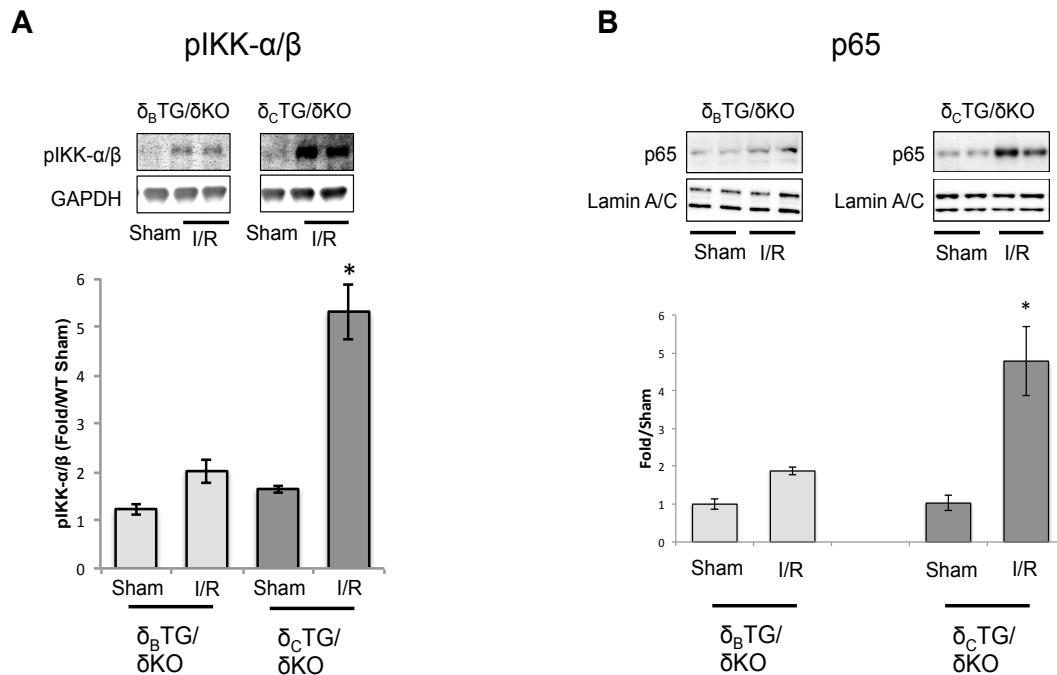 A
pIKK-α/β
δBTG/δKO δCTG/δKO
pIKK-α/β
GAPDH
Sham I/R Sham I/R
*
pIKK-α/β (Fold/WT Sham)
6
5
4
3
2
1
0
Sham I/R Sham I/R
δBTG/ δCTG/
δKO δKO
B
p65
δBTG/δKO δCTG/δKO
p65 p65
Lamin A/C Lamin A/C
Sham I/R Sham I/R
*
Fold/Sham
6
5
4
3
2
1
0
Sham I/R Sham I/R
δBTG/ δCTG/
δKO δKO